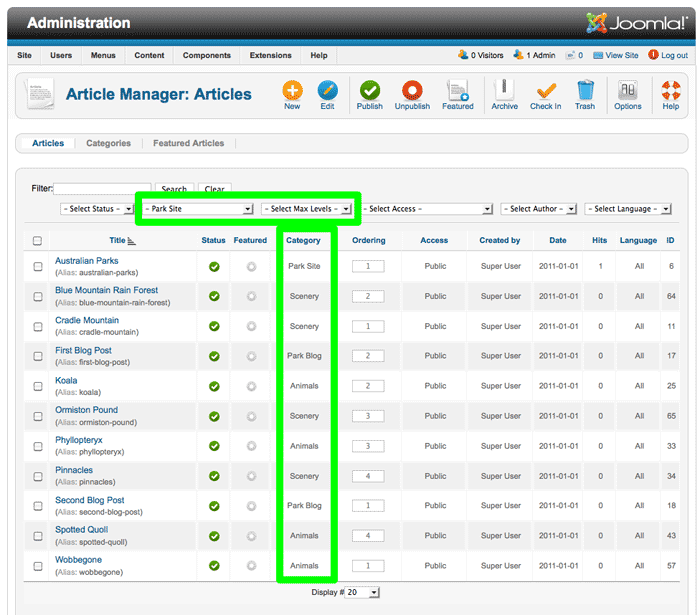 Administration
Joomla!®
Site Users Menus Content Components Extensions Help 0 Visitors 1 Admin 0 View Site Log out
Article Manager: Articles New Edit Publish Unpublish Featured Archive Check In Trash Options Help
Articles Categories Featured Articles
Filter: Search Clear
- Select Status - - Park Site - Select Max Levels - - Select Access - Select Author - - Select Language -
Title Status Featured Category Ordering Access Created by Date Hits Language ID
Australian Parks
(Alias: australian-parks) Park Site 1 Public Super User 2011-01-01 1 All 6
Blue Mountain Rain Forest
(Alias: blue-mountain-rain-forest) Scenery 2 Public Super User 2011-01-01 0 All 64
Cradle Mountain
(Alias: cradle-mountain) Scenery 1 Public Super User 2011-01-01 0 All 11
First Blog Post
(Alias: first-blog-post) Park Blog 2 Public Super User 2011-01-01 0 All 17
Koala
(Alias: koala) Animals 2 Public Super User 2011-01-01 0 All 25
Ormiston Pound
(Alias: ormiston-pound) Scenery 3 Public Super User 2011-01-01 0 All 65
Phyllopteryx
(Alias: phyllopteryx) Animals 3 Public Super User 2011-01-01 0 All 33
Pinnacles
(Alias: pinnacles) Scenery 4 Public Super User 2011-01-01 0 All 34
Second Blog Post
(Alias: second-blog-post) Park Blog 1 Public Super User 2011-01-01 0 All 18
Spotted Quoll
(Alias: spotted-quoll) Animals 4 Public Super User 2011-01-01 0 All 43
Wobbegone
(Alias: wobbegone) Animals 1 Public Super User 2011-01-01 0 All 57
Display # 20